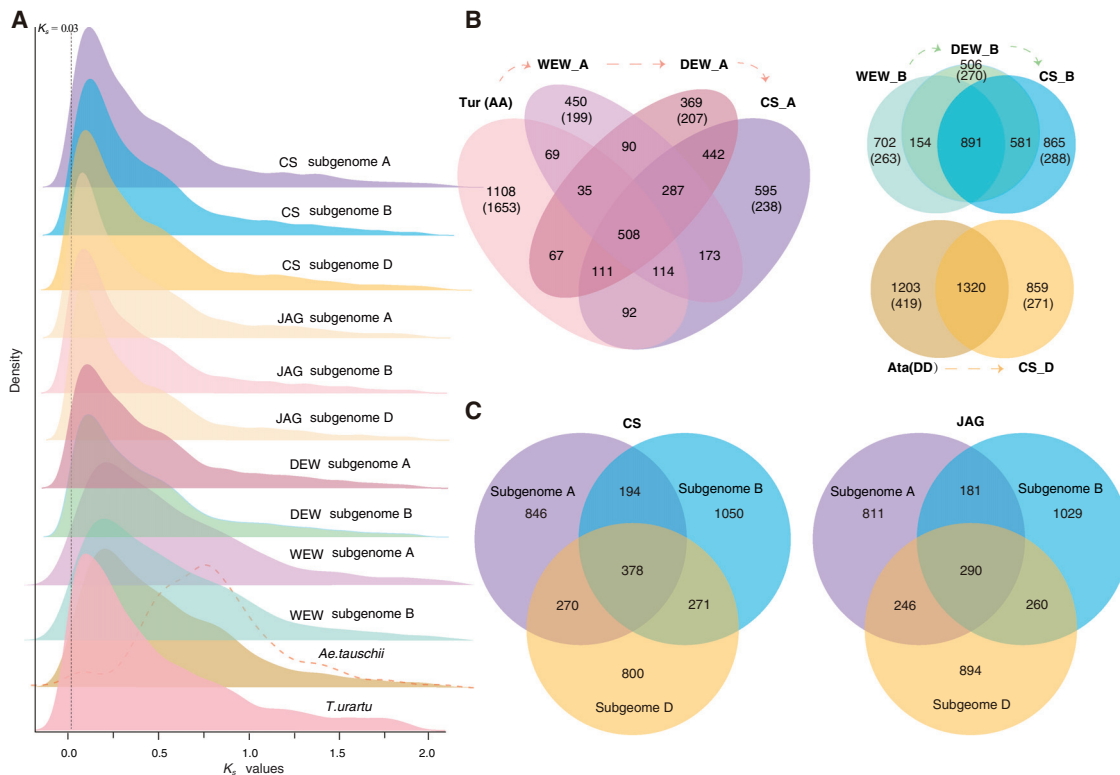 A
Ks = 0.03
CS subgenome A
CS subgenome B
CS subgenome D
JAG subgenome A
JAG subgenome B
JAG subgenome D
DEW subgenome A
DEW subgenome B
WEW subgenome A
WEW subgenome B
Ae.tauschii
T.urartu
Density
0.0 0.5 1.0 1.5 2.0
Ks values
B
WEW_A
DEW_A
Tur (AA)
CS_A
450
(199)
369
(207)
69
90
442
1108
(1653)
35
287
595
(238)
508
67
111
114
173
92
DEW_B
WEW_B
CS_B
506
(270)
702
(263)
154
891
581
865
(288)
1203
(419)
1320
859
(271)
Ata(DD)
CS_D
C
CS
Subgenome A
846
194
Subgenome B
1050
378
270
271
800
Subgeome D
JAG
Subgenome A
811
181
Subgenome B
1029
290
246
260
894
Subgeome D